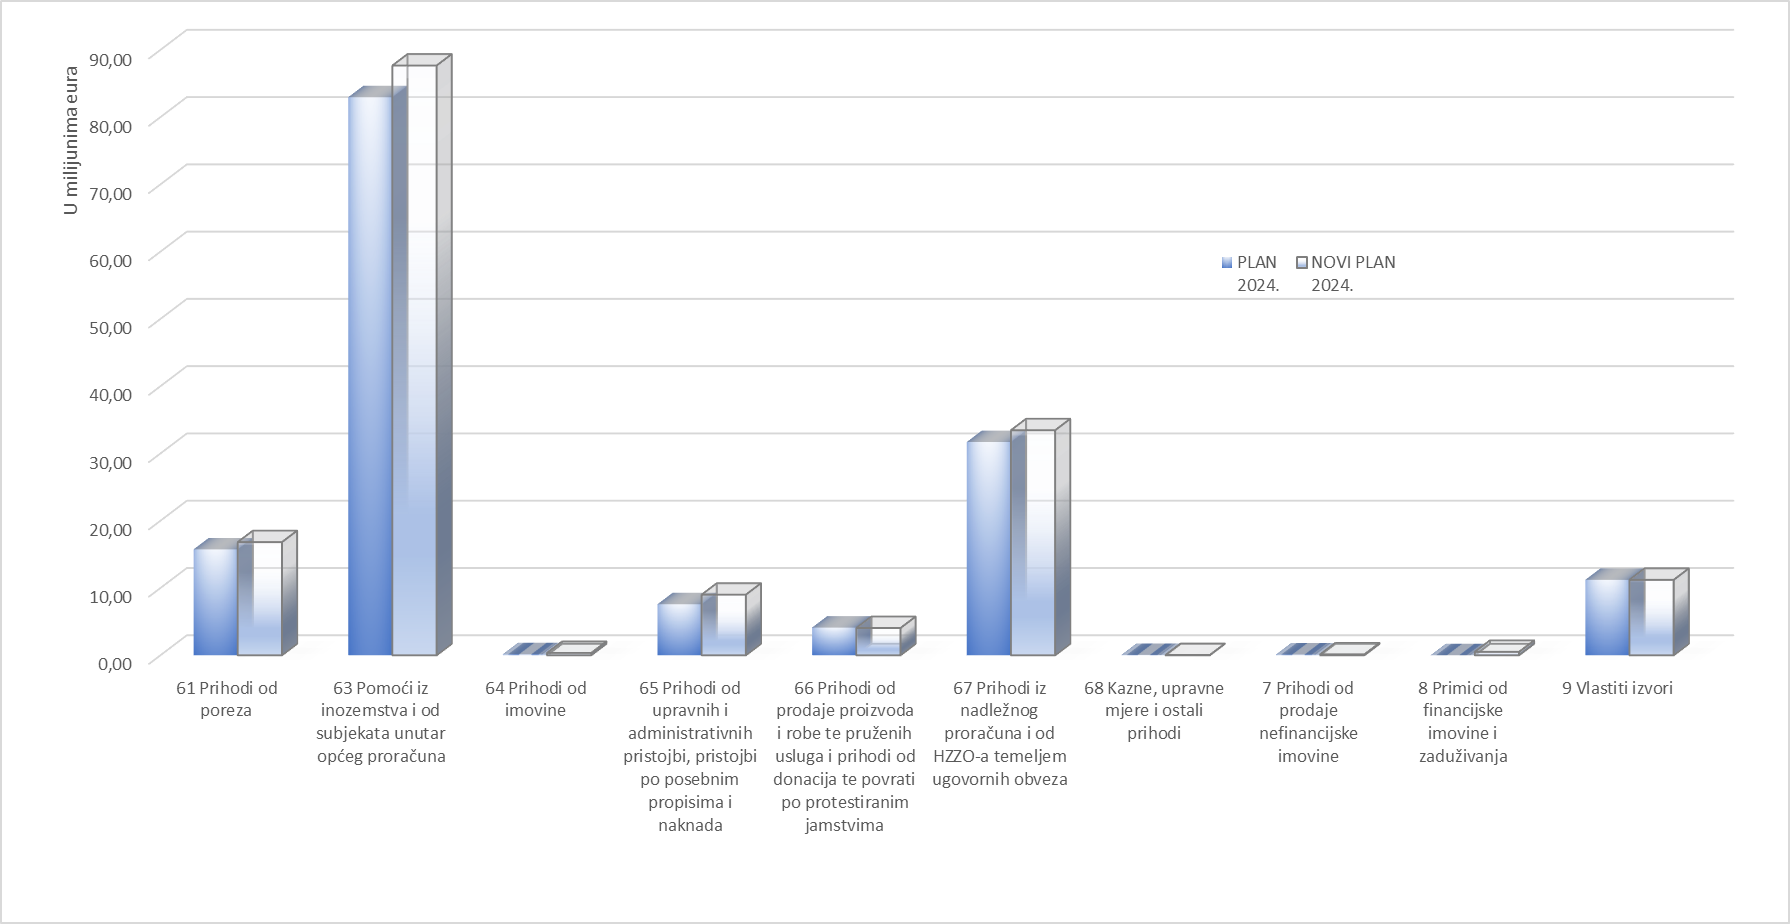 U milijunima eura
90,00
80,00
70,00
60,00
50,00
40,00
30,00
20,00
10,00
0,00
PLAN
2024.
NOVI PLAN
2024.
61 Prihodi od
poreza
63 Pomoći iz
inozemstva i od
subjekata unutar
općeg proračuna
64 Prihodi od
imovine
65 Prihodi od
upravnih i
administrativnih
pristojbi, pristojbi
po posebnim
propisima i
naknada
66 Prihodi od
prodaje proizvoda
i robe te pruženih
usluga i prihodi od
donacija te povrati
po protestiranim
jamstvima
67 Prihodi iz
nadležnog
proračuna i od
HZZO-a temeljem
ugovornih obveza
68 Kazne, upravne
mjere i ostali
prihodi
7 Prihodi od
prodaje
nefinancijske
imovine
8 Primici od
financijske
imovine i
zaduživanja
9 Vlastiti izvori